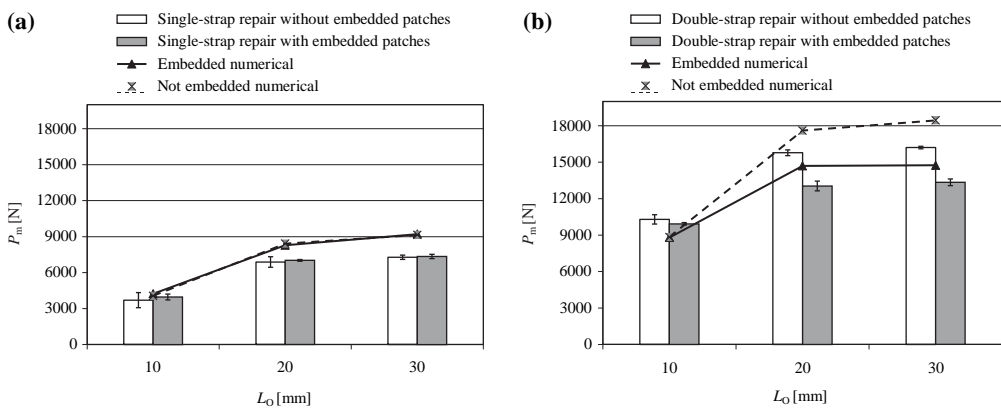 (a)
Single-strap repair without embedded patches
Single-strap repair with embedded patches
Embedded numerical
Not embedded numerical
18000
15000
12000
9000
6000
3000
0
Pm [N]
10 20 30
LO [mm]
(b)
Double-strap repair without embedded patches
Double-strap repair with embedded patches
Embedded numerical
Not embedded numerical
18000
15000
12000
9000
6000
3000
0
Pm [N]
10 20 30
LO [mm]